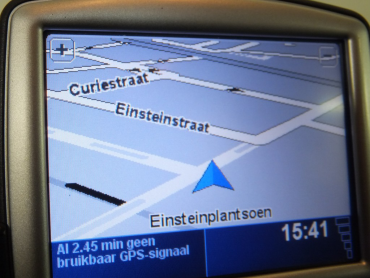 Curiestraat
Einsteinstraat
Einsteinplantsoen
Al 2.45 min geen
bruikbaar GPS-signaal
15:41